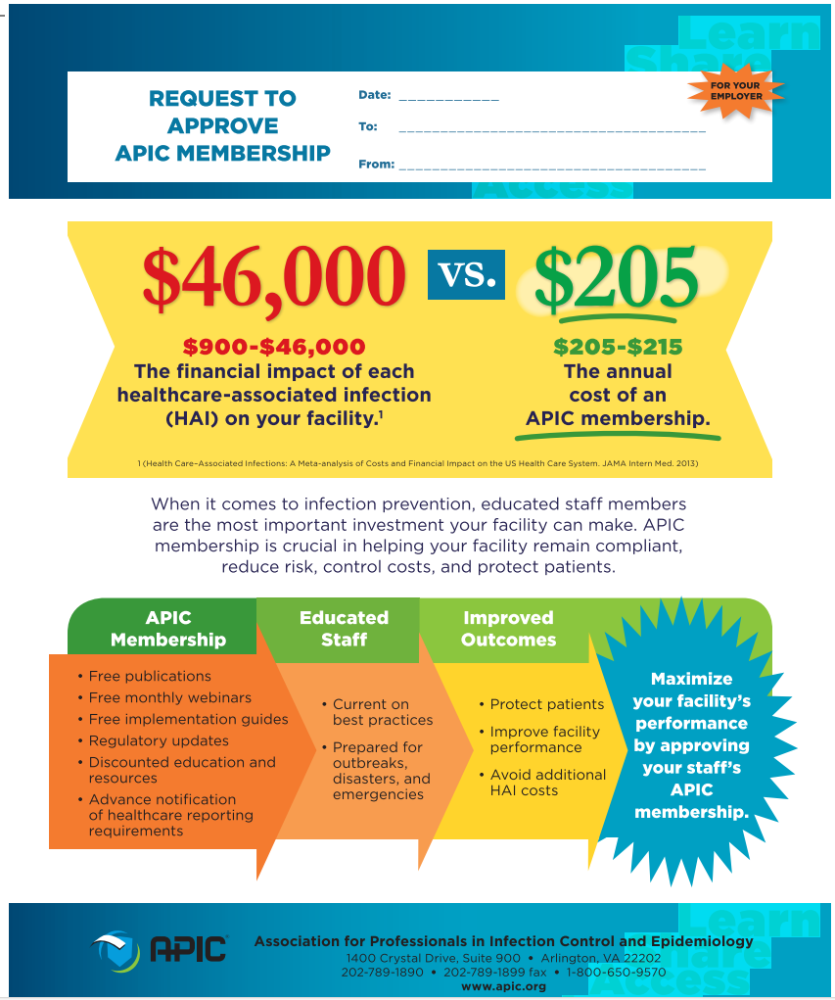 Learn
Share
REQUEST TO
APPROVE
APIC MEMBERSHIP
Date: ___________
To: __________________________________
From: __________________________________
FOR YOUR
EMPLOYER
Access
$46,000
vs.
$205
$900-$46,000
The financial impact of each
healthcare-associated infection
(HAI) on your facility.1
$205-$215
The annual
cost of an
APIC membership.
1 (Health Care–Associated Infections: A Meta-analysis of Costs and Financial Impact on the US Health Care System. JAMA Intern Med. 2013)
When it comes to infection prevention, educated staff members
are the most important investment your facility can make. APIC
membership is crucial in helping your facility remain compliant,
reduce risk, control costs, and protect patients.
APIC
Membership
• Free publications
• Free monthly webinars
• Free implementation guides
• Regulatory updates
• Discounted education and
resources
• Advance notification
of healthcare reporting
requirements
Educated
Staff
• Current on
best practices
• Prepared for
outbreaks,
disasters, and
emergencies
Improved
Outcomes
• Protect patients
• Improve facility
performance
• Avoid additional
HAI costs
Maximize
your facility's
performance
by approving
your staff's
APIC
membership.
Learn
Share
Access
APIC
Association for Professionals in Infection Control and Epidemiology
1400 Crystal Drive, Suite 900 • Arlington, VA 22202
202-789-1890 • 202-789-1899 fax • 1-800-650-9570
www.apic.org